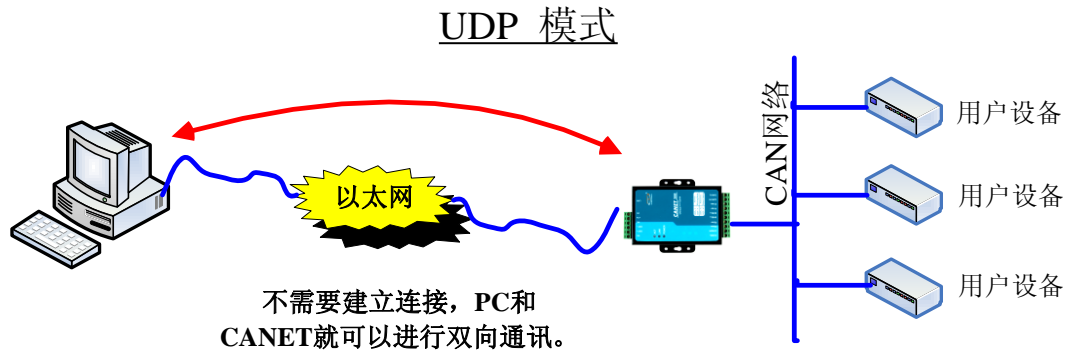 UDP 模式
CAN网络
用户设备
以太网
CANET
用户设备
用户设备
不需要建立连接，PC和
CANET就可以进行双向通讯。